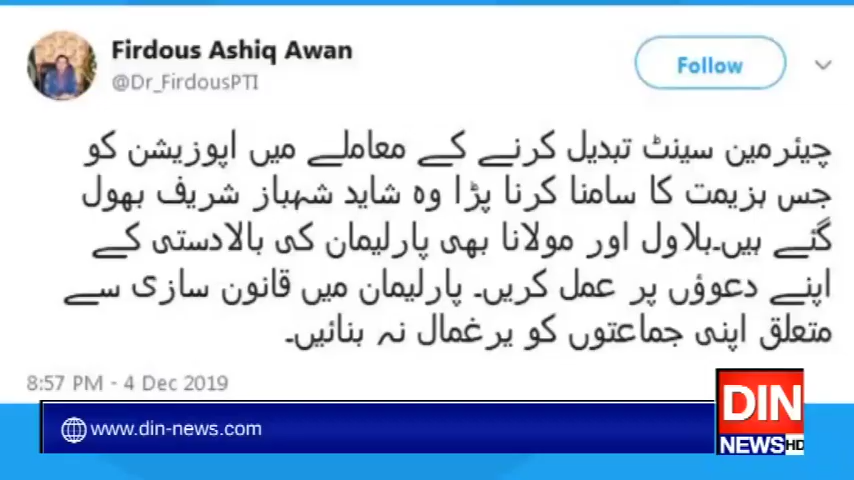 Firdous Ashiq Awan
@Dr_FirdousPTI
Follow
چیئرمین سینٹ تبدیل کرنے کے معاملے میں اپوزیشن کو
جس ہزیمت کا سامنا کرنا پڑا وہ شاید شہباز شریف بھول
گئے ہیں۔بلاول اور مولانا بھی پارلیمان کی بالادستی کے
اپنے دعوؤں پر عمل کریں۔ پارلیمان میں قانون سازی سے
متعلق اپنی جماعتوں کو یرغمال نہ بنائیں۔
8:57 PM - 4 Dec 2019
www.din-news.com
DIN
NEWS HD